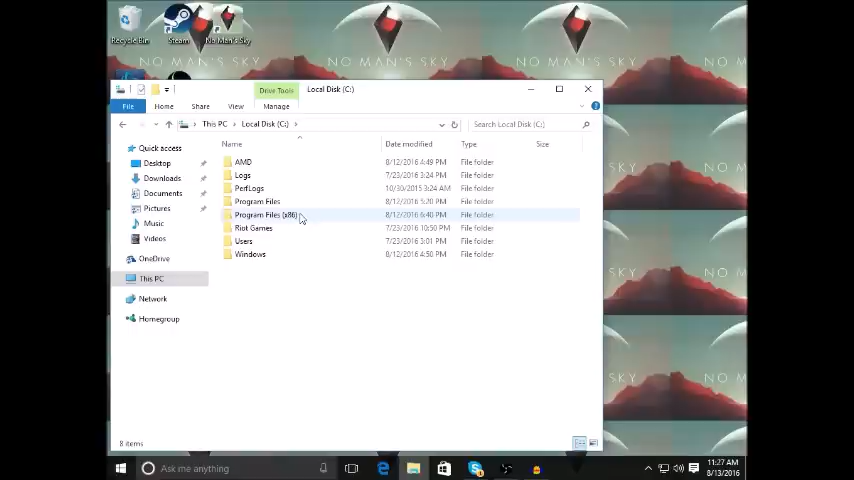 Recycle Bin
Steam
No Man's Sky
NO MAN'S SKY
Drive Tools
Local Disk (C:)
File
Home
Share
View
Manage
This PC
Local Disk (C:)
Search Local Disk (C:)
Name
Date modified
Type
Size
Quick access
Desktop
Downloads
Documents
Pictures
Music
Videos
OneDrive
This PC
Network
Homegroup
AMD 8/12/2016 4:49 PM File folder
Logs 7/23/2016 3:24 PM File folder
PerfLogs 10/30/2015 3:24 AM File folder
Program Files 8/12/2016 5:20 PM File folder
Program Files (x86) 8/12/2016 6:40 PM File folder
Riot Games 7/23/2016 10:50 PM File folder
Users 7/23/2016 3:01 PM File folder
Windows 8/12/2016 4:50 PM File folder
NO M
SKY
NO M
SKY
NO M
8 items
Ask me anything
11:27 AM
8/13/2016